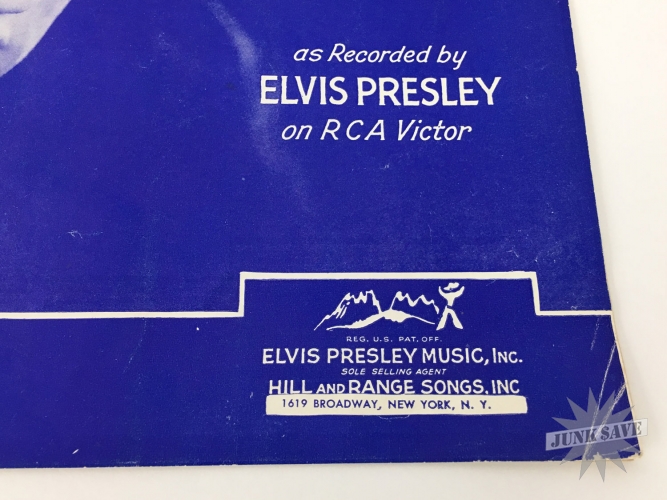 as Recorded by
ELVIS PRESLEY
on RCA Victor
REG. U.S. PAT. OFF.
ELVIS PRESLEY MUSIC, INC.
SOLE SELLING AGENT
HILL AND RANGE SONGS, INC
1619 BROADWAY, NEW YORK, N. Y.
JUNK SAVE